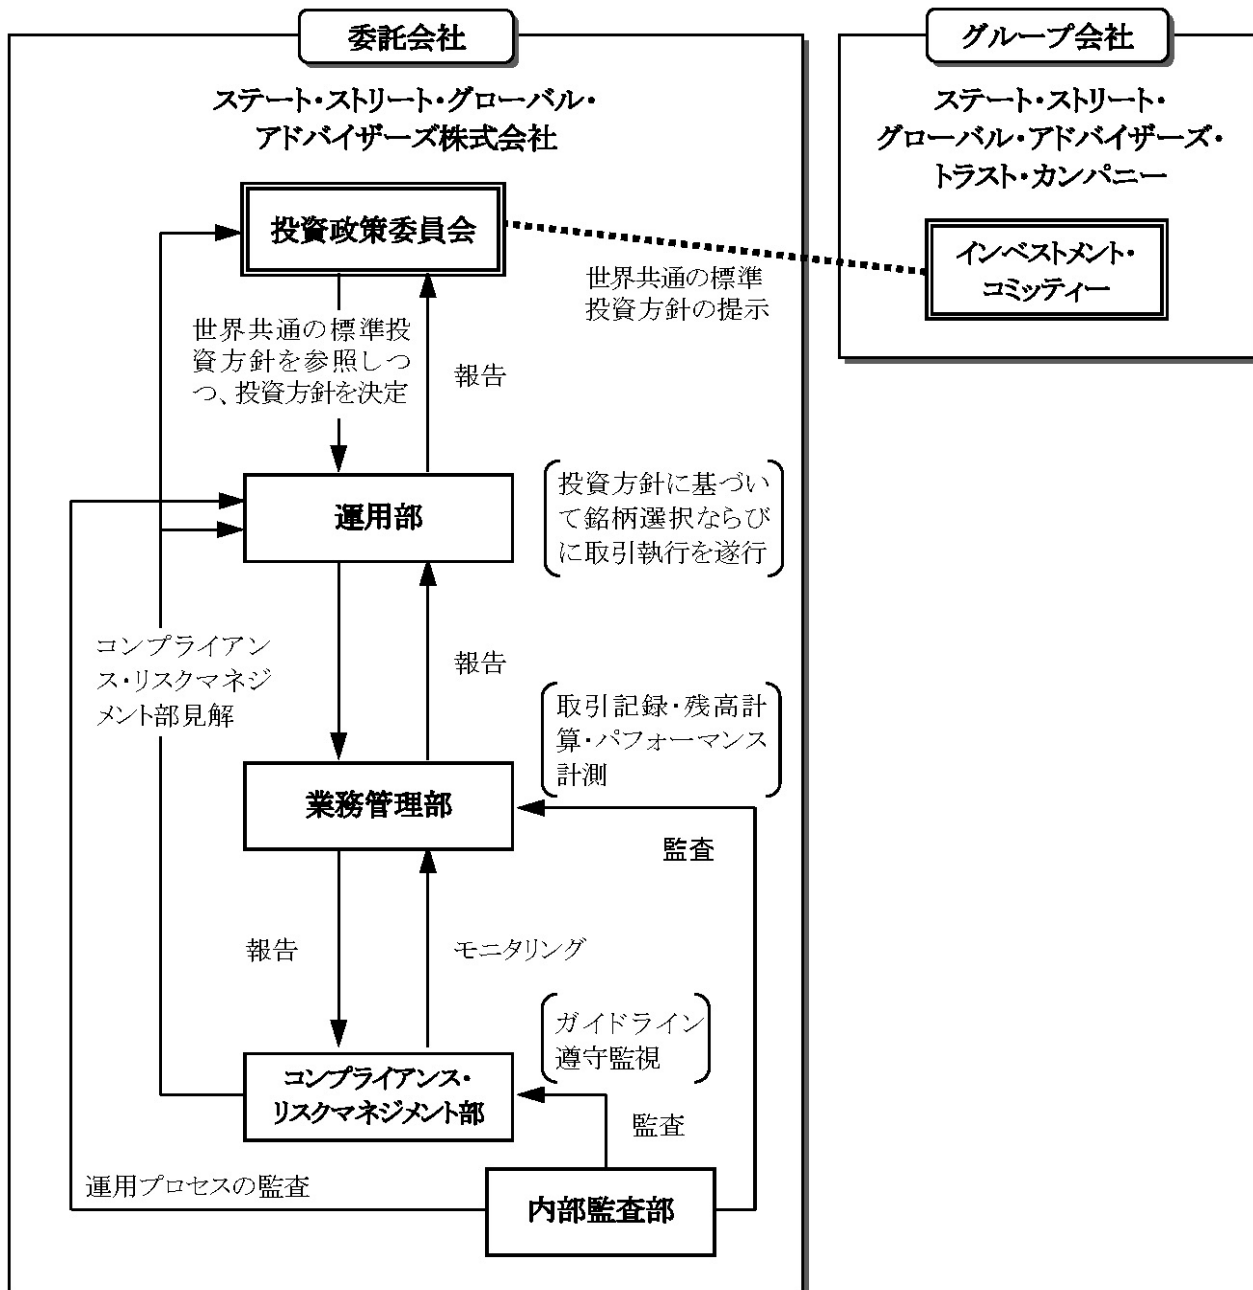 委託会社
ステート・ストリート・グローバル・
アドバイザーズ株式会社
投資政策委員会
世界共通の標準投
資方針を参照しつ
つ、投資方針を決定
報告
運用部
投資方針に基づい
て銘柄選択ならび
に取引執行を遂行
コンプライアン
ス・リスクマネジ
メント部見解
報告
取引記録・残高計
算・パフォーマンス
計測
業務管理部
監査
報告
モニタリング
ガイドライン
遵守監視
コンプライアンス・
リスクマネジメント部
監査
運用プロセスの監査
内部監査部
世界共通の標準
投資方針の提示
グループ会社
ステート・ストリート・
グローバル・アドバイザーズ・
トラスト・カンパニー
インベストメント・
コミッティー